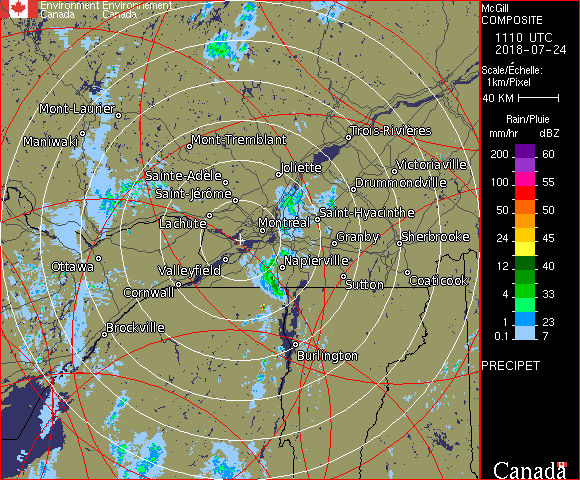 Environment Environnement
Canada Canada
McGill
COMPOSITE
1110 UTC
2018-07-24
Scale/Échelle:
1km/Pixel
40 KM
Rain/Pluie
mm/hr dBZ
200 60
100 55
50 50
24 45
12 40
4 33
1 23
0.1 7
PRECIPET
Canada
Mont-Laurier
Maniwaki
Mont-Tremblant
Trois-Rivières
Joliette
Victoriaville
Sainte-Adèle
Drummondville
Saint-Jérôme
Saint-Hyacinthe
Lachute
Montréal
Granby
Sherbrooke
Ottawa
Napierville
Valleyfield
Sutton
Coaticook
Cornwall
Brockville
Burlington